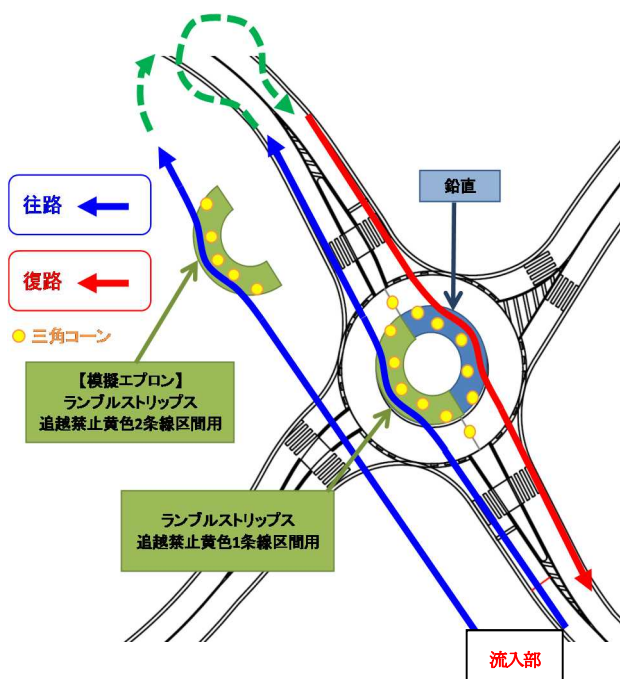 鉛直
往路
復路
三角コーン
【模擬エプロン】
ランブルストリップス
追越禁止黄色2条線区間用
ランブルストリップス
追越禁止黄色1条線区間用
流入部